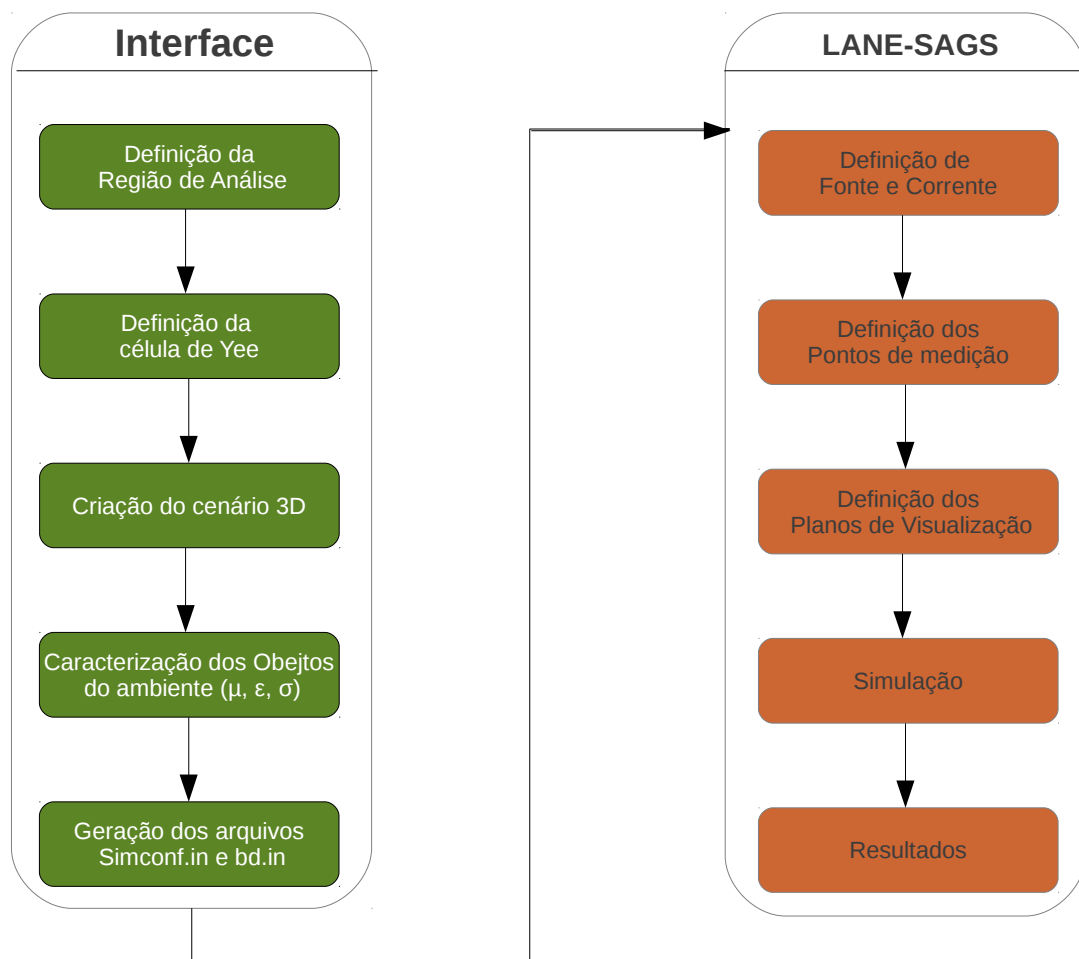 Interface
Definição da
Região de Análise
Definição da
célula de Yee
Criação do cenário 3D
Caracterização dos Obejtos
do ambiente (μ, ε, σ)
Geração dos arquivos
Simconf.in e bd.in
LANE-SAGS
Definição de
Fonte e Corrente
Definição dos
Pontos de medição
Definição dos
Planos de Visualização
Simulação
Resultados